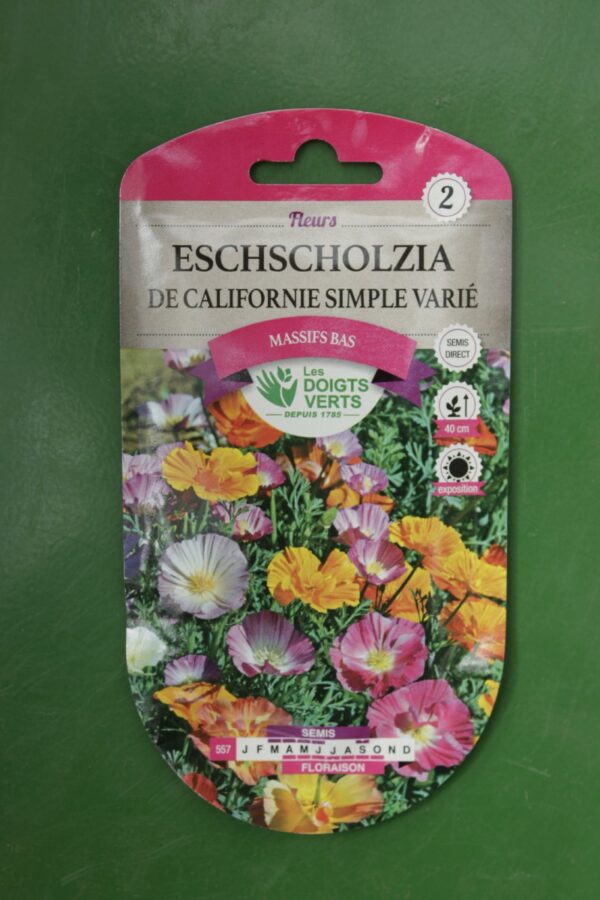 2
Fleurs
ESCHSCHOLZIA
DE CALIFORNIE SIMPLE VARIÉ
MASSIFS BAS
Les
DOIGTS
VERTS
DEPUIS 1785
SEMIS
DIRECT
40 cm
exposition
SEMIS
557 J F M A M J J A S O N D
FLORAISON